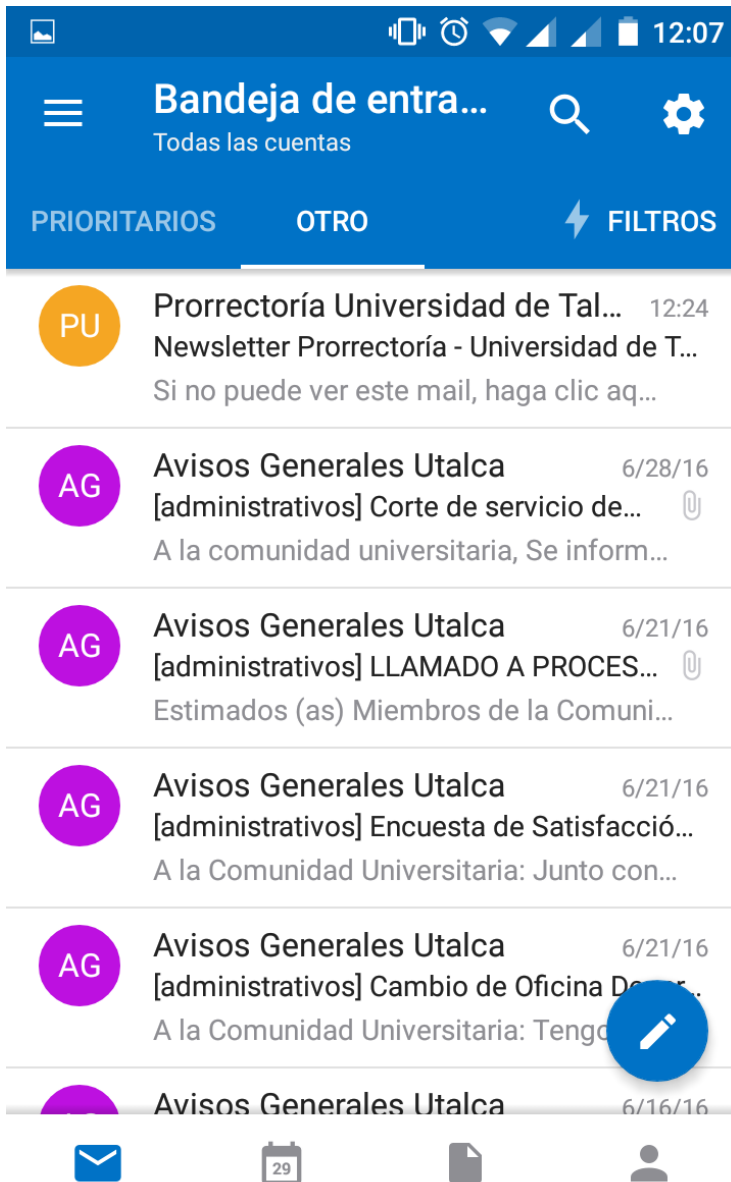 12:07
Bandeja de entra...
Todas las cuentas
PRIORITARIOS OTRO FILTROS
PU Prorrectoría Universidad de Tal... 12:24
Newsletter Prorrectoría - Universidad de T...
Si no puede ver este mail, haga clic aq...
AG Avisos Generales Utalca 6/28/16
[administrativos] Corte de servicio de...
A la comunidad universitaria, Se inform...
AG Avisos Generales Utalca 6/21/16
[administrativos] LLAMADO A PROCES...
Estimados (as) Miembros de la Comuni...
AG Avisos Generales Utalca 6/21/16
[administrativos] Encuesta de Satisfacció...
A la Comunidad Universitaria: Junto con...
AG Avisos Generales Utalca 6/21/16
[administrativos] Cambio de Oficina
A la Comunidad Universitaria: Tengo
Avisos Generales Utalca 6/16/16
29